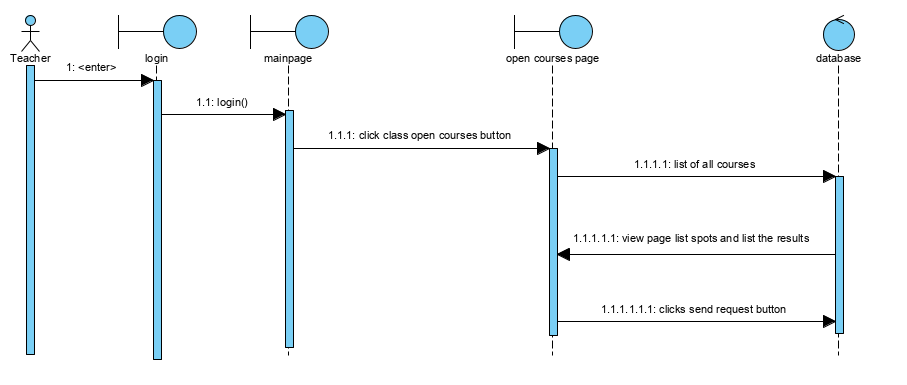 Teacher
login
mainpage
open courses page
database
1: <enter>
1.1: login()
1.1.1: click class open courses button
1.1.1.1: list of all courses
1.1.1.1.1: view page list spots and list the results
1.1.1.1.1.1: clicks send request button